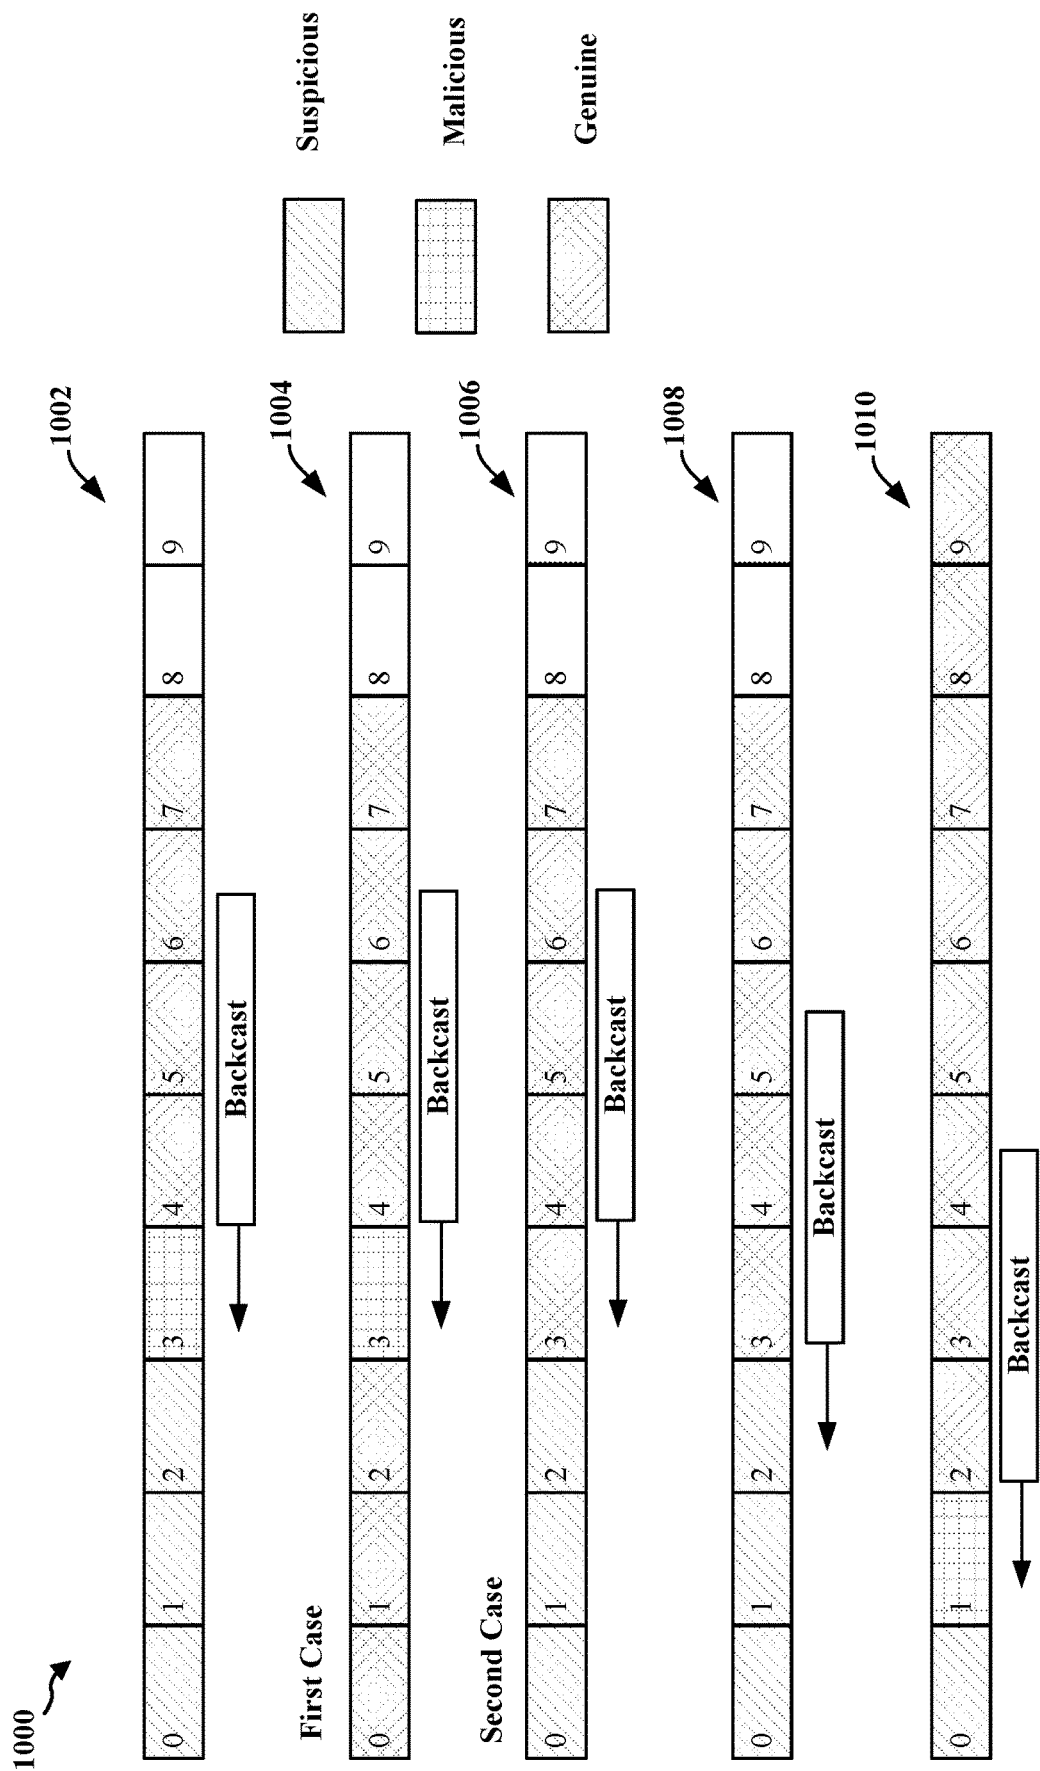 1000
1002
0 1 2 3 4 5 6 7 8 9
Backcast
First Case
1004
0 1 2 3 4 5 6 7 8 9
Backcast
Second Case
1006
0 1 2 3 4 5 6 7 8 9
Backcast
1008
0 1 2 3 4 5 6 7 8 9
Backcast
1010
0 1 2 3 4 5 6 7 8 9
Backcast
Suspicious
Malicious
Genuine